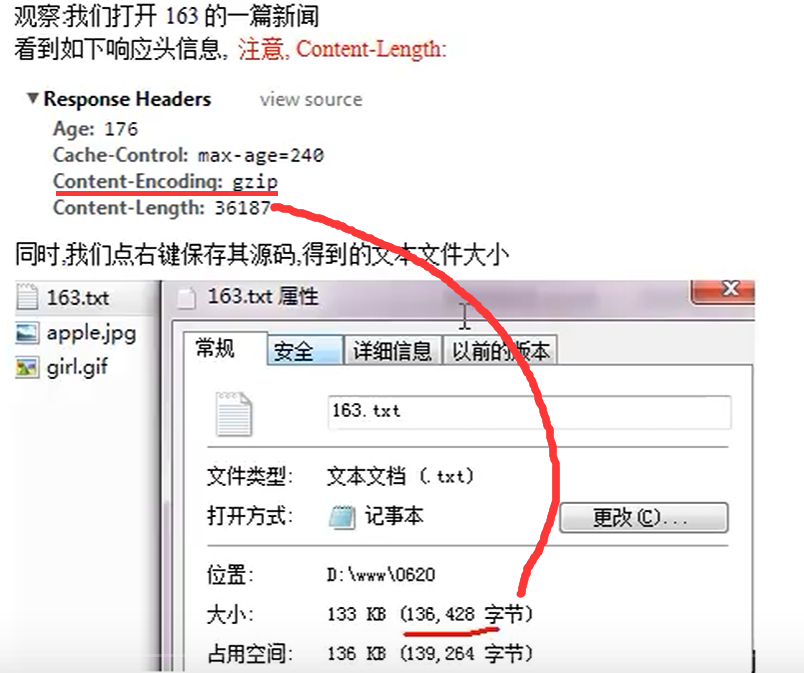 观察:我们打开 163 的一篇新闻
看到如下响应头信息, 注意, Content-Length:
Response Headers view source
Age: 176
Cache-Control: max-age=240
Content-Encoding: gzip
Content-Length: 36187
同时,我们点右键保存其源码,得到的文本文件大小
163.txt
apple.jpg
girl.gif
163.txt 属性
常规 安全 详细信息 以前的版本
163.txt
文件类型: 文本文档 (.txt)
打开方式: 记事本 更改(C)...
位置: D:\www\0620
大小: 133 KB (136,428 字节)
占用空间: 136 KB (139,264 字节)